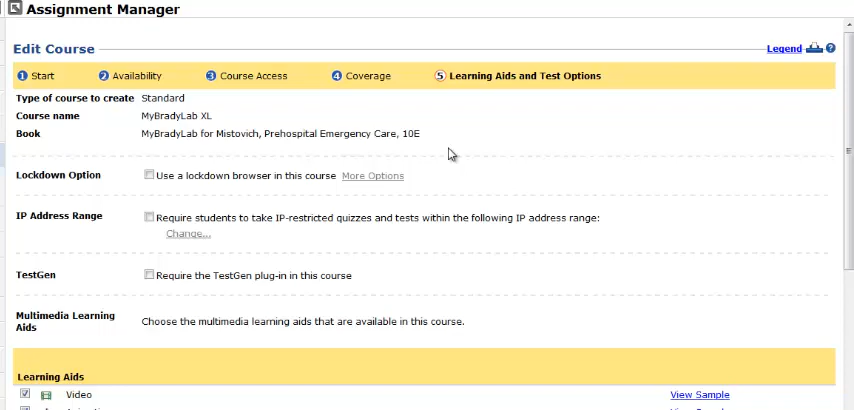 Assignment Manager
Edit Course
Legend
1 Start 2 Availability 3 Course Access 4 Coverage 5 Learning Aids and Test Options
Type of course to create Standard
Course name MyBradyLab XL
Book MyBradyLab for Mistovich, Prehospital Emergency Care, 10E
Lockdown Option Use a lockdown browser in this course More Options
IP Address Range Require students to take IP-restricted quizzes and tests within the following IP address range:
Change...
TestGen Require the TestGen plug-in in this course
Multimedia Learning Aids Choose the multimedia learning aids that are available in this course.
Learning Aids
Video View Sample